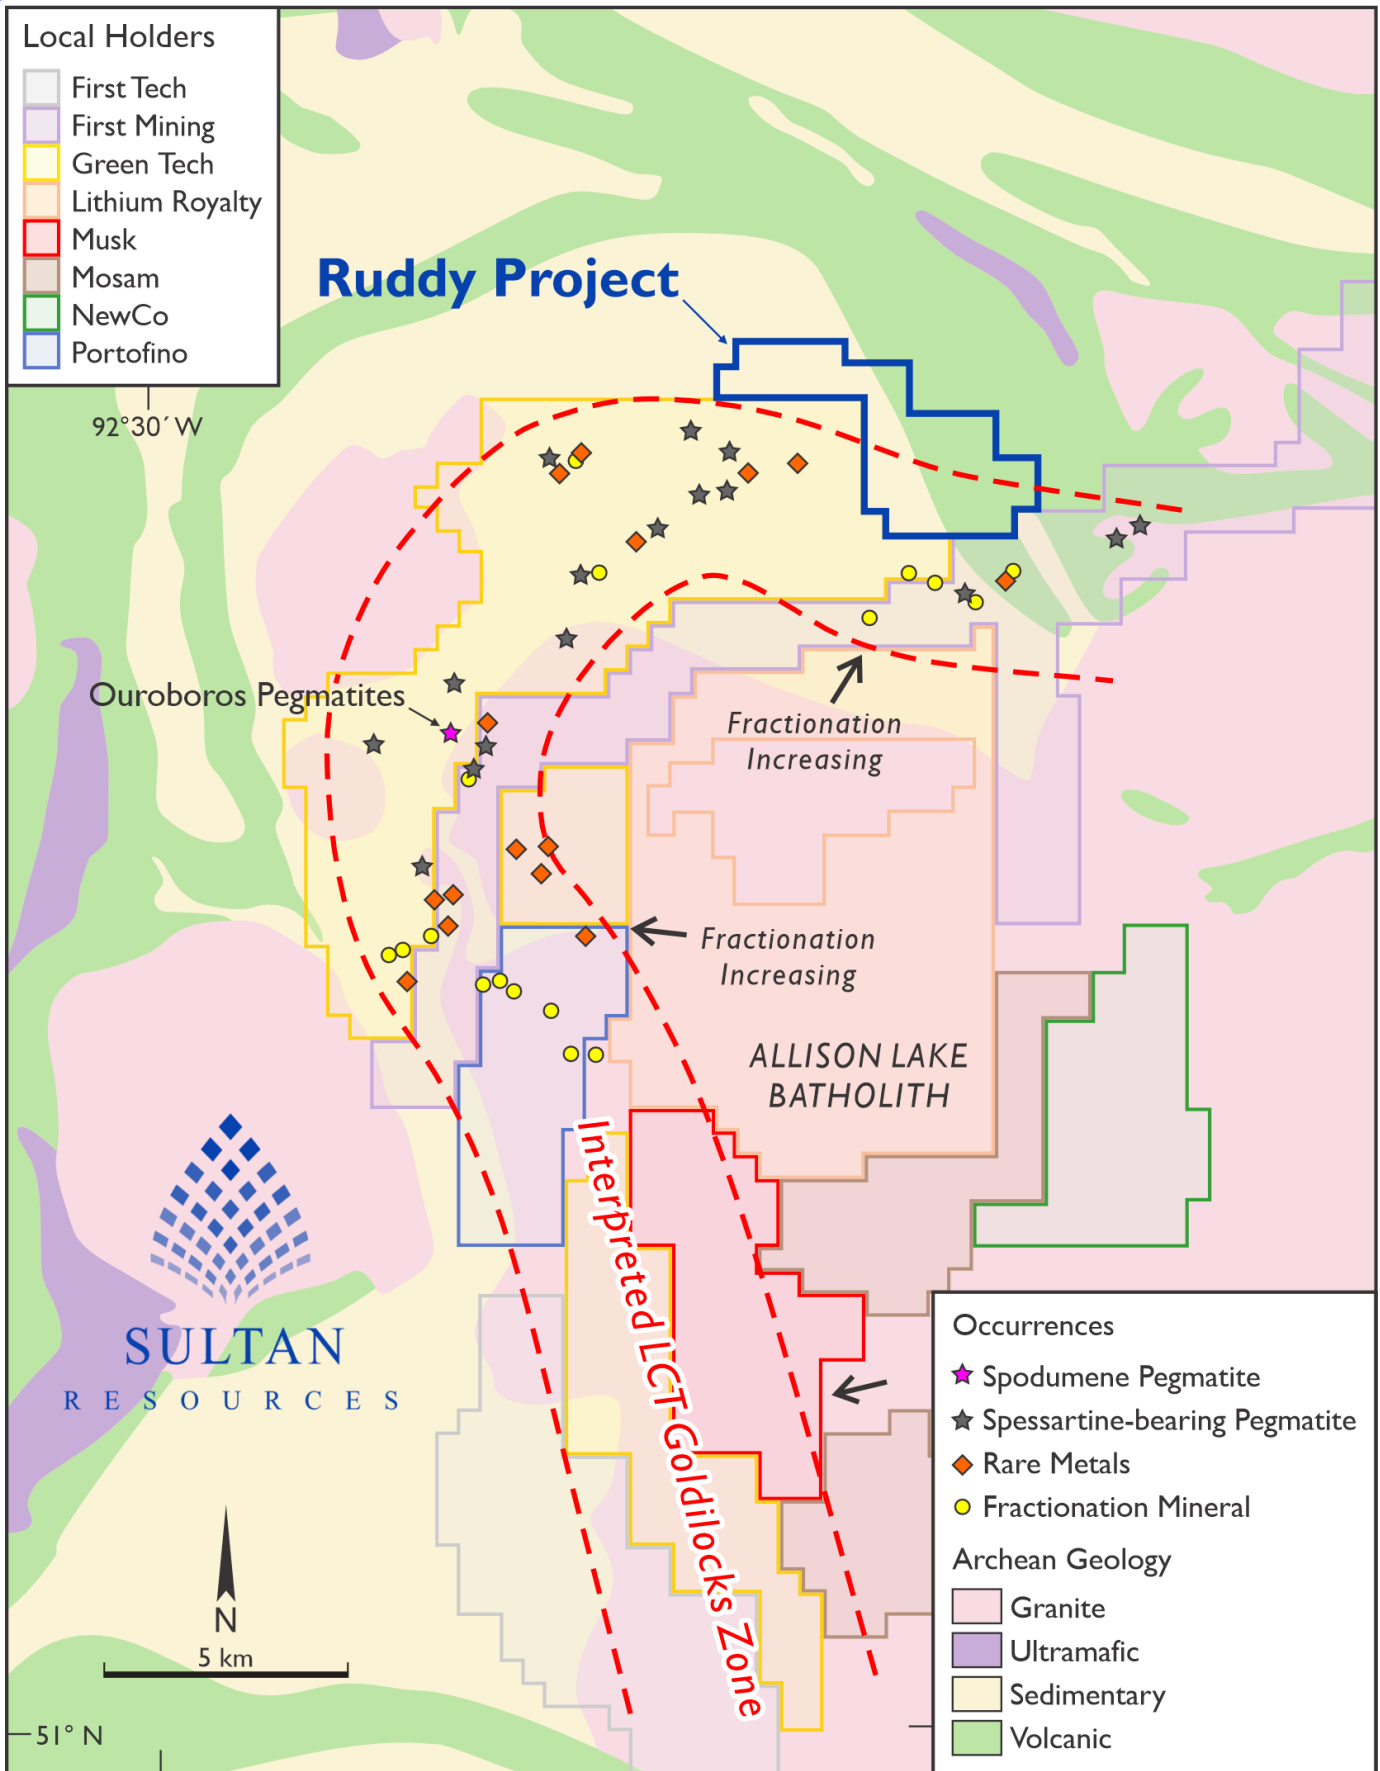 Local Holders
First Tech
First Mining
Green Tech
Lithium Royalty
Musk
Mosam
NewCo
Portofino
92°30´W
Ruddy Project
Ouroboros Pegmatites
Fractionation
Increasing
Fractionation
Increasing
ALLISON LAKE
BATHOLITH
Interpreted LCT Goldilocks Zone
SULTAN
RESOURCES
N
5 km
51° N
Occurrences
Spodumene Pegmatite
Spessartine-bearing Pegmatite
Rare Metals
Fractionation Mineral
Archean Geology
Granite
Ultramafic
Sedimentary
Volcanic